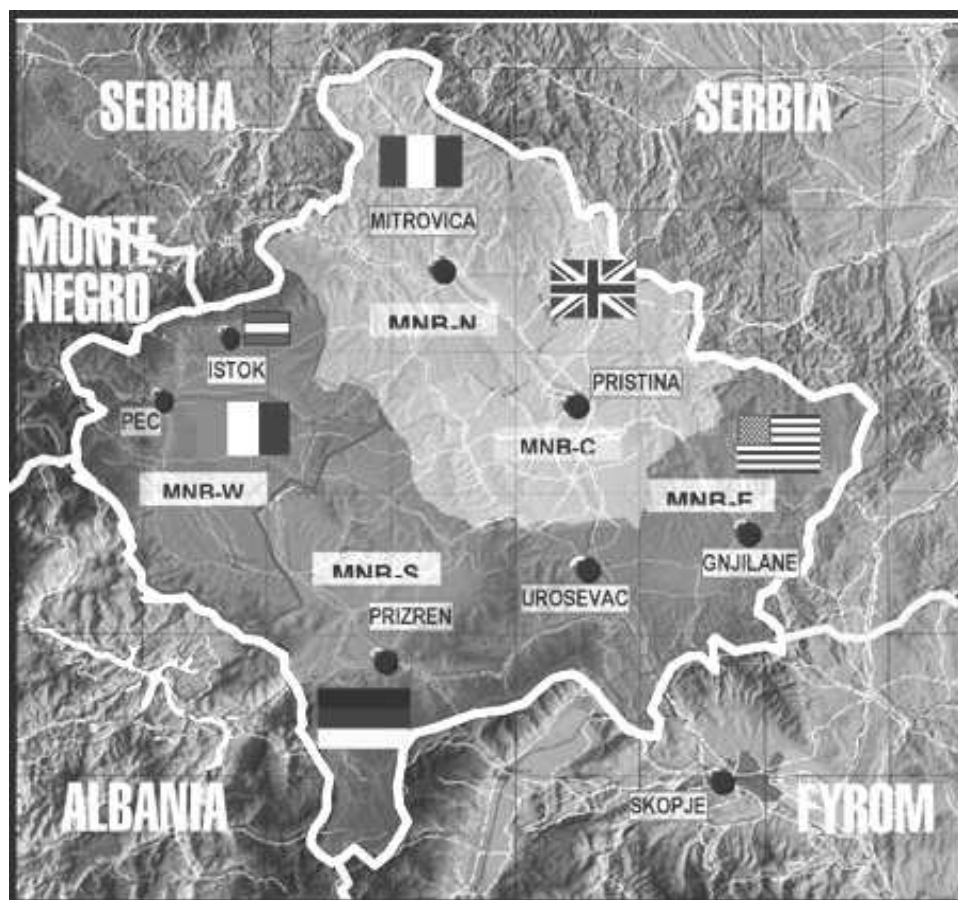 SERBIA
SERBIA
MITROVICA
MONTE
NEGRO
MNB-N
ISTOK
PRISTINA
PEC
MNB-C
MNB-W
MNB-E
GNJILANE
MNB-S
UROSEVAC
PRIZREN
ALBANIA
SKOPJE
FYROM